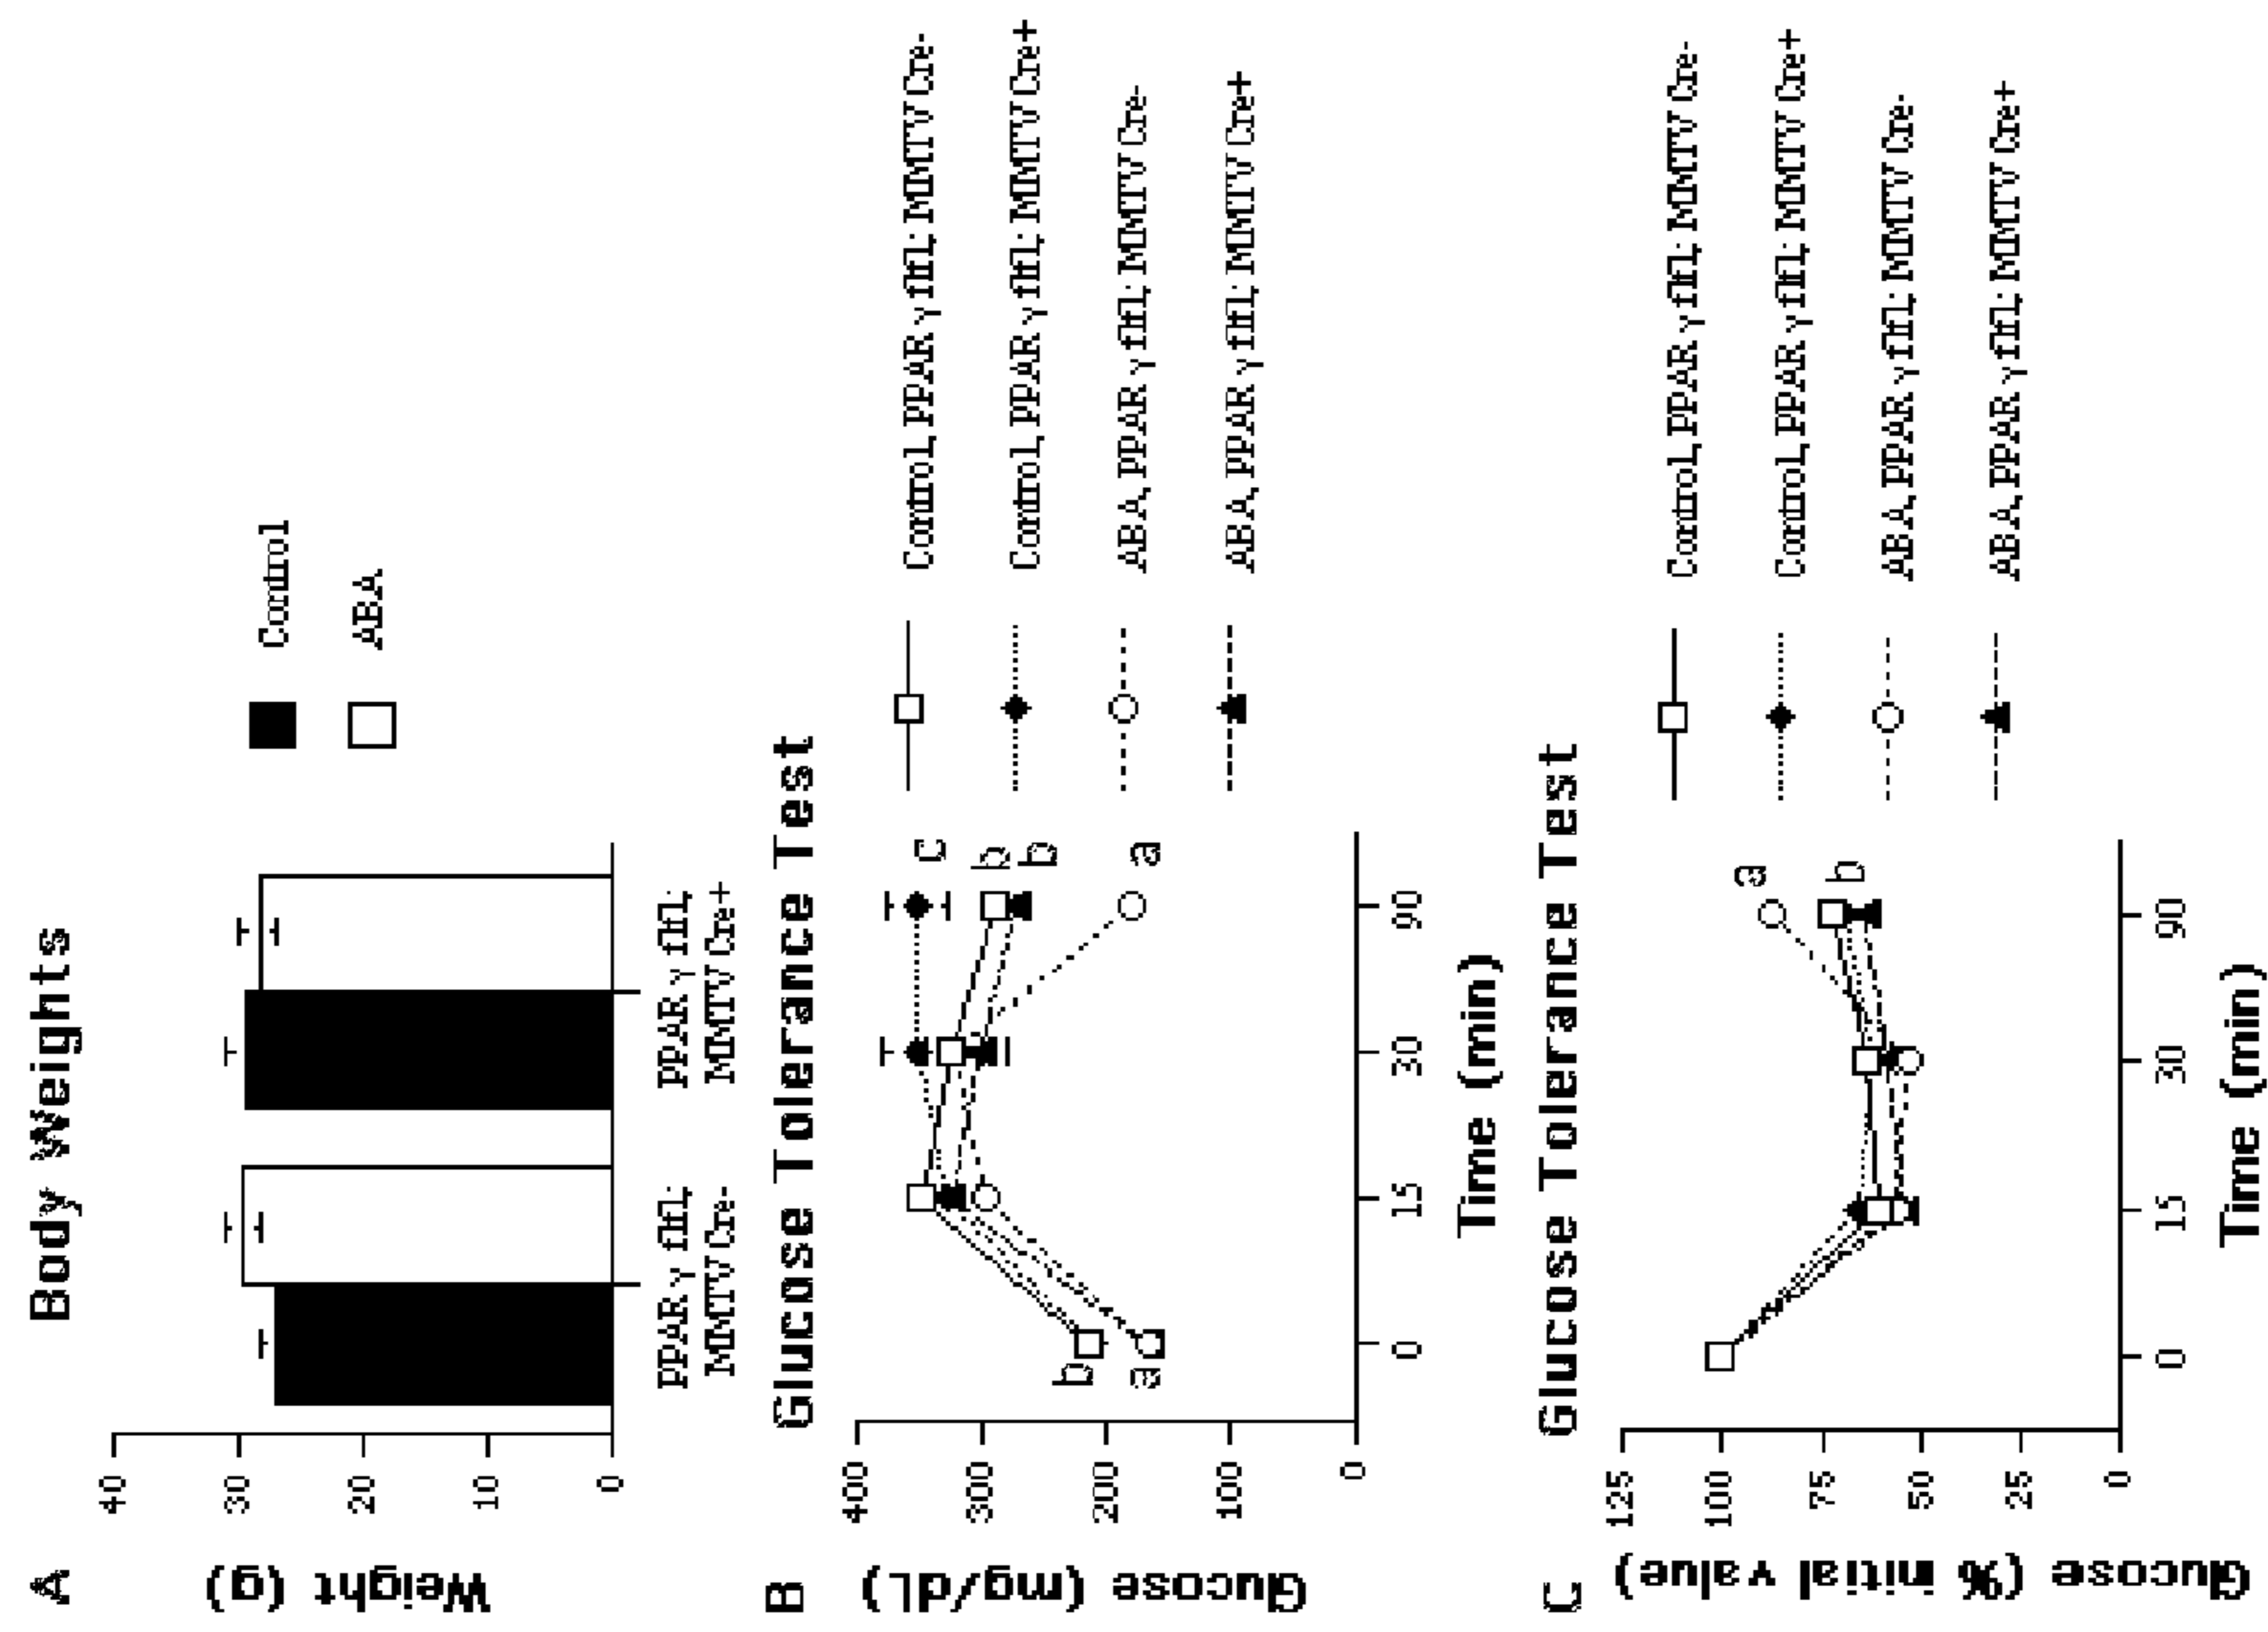 A
Body Weights
Weight (g)
40
30
20
10
0
PPAR γ fl/fl;
MMTV Cre-
PPAR γ fl/fl;
MMTV Cre+
Control
ABA
B
Glucose Tolerance Test
Glucose (mg/dL)
400
300
200
100
0
b
a
c
b
b
a
0
15
30
90
Time (min)
Control, PPAR γ fl/fl; MMTV Cre-
Control, PPAR γ fl/fl; MMTV Cre+
ABA, PPAR γ fl/fl; MMTV Cre-
ABA, PPAR γ fl/fl; MMTV Cre+
C
Glucose Tolerance Test
Glucose (% initial value)
125
100
75
50
25
0
a
b
0
15
30
90
Time (min)
Control, PPAR γ fl/fl; MMTV Cre-
Control, PPAR γ fl/fl; MMTV Cre+
ABA, PPAR γ fl/fl; MMTV Cre-
ABA, PPAR γ fl/fl; MMTV Cre+